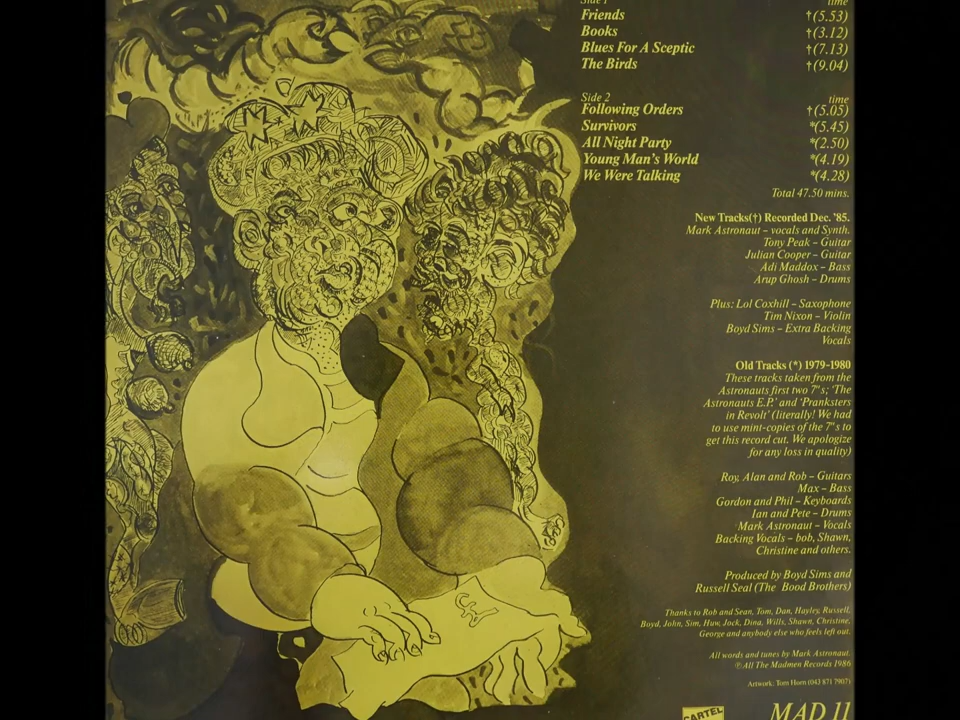 Side 1 time
Friends †(5.53)
Books †(3.12)
Blues For A Sceptic †(7.13)
The Birds †(9.04)
Side 2 time
Following Orders †(5.05)
Survivors *(5.45)
All Night Party *(2.50)
Young Man's World *(4.19)
We Were Talking *(4.28)
Total 47.50 mins.
New Tracks(†) Recorded Dec. '85.
Mark Astronaut – vocals and Synth.
Tony Peak – Guitar
Julian Cooper – Guitar
Adi Maddox – Bass
Arup Ghosh – Drums
Plus: Lol Coxhill – Saxophone
Tim Nixon – Violin
Boyd Sims – Extra Backing
Vocals
Old Tracks (*) 1979-1980
These tracks taken from the
Astronauts first two 7"s; 'The
Astronauts E.P.' and 'Pranksters
in Revolt' (literally! We had
to use mint-copies of the 7"s to
get this record cut. We apologize
for any loss in quality)
Roy, Alan and Rob – Guitars
Max – Bass
Gordon and Phil – Keyboards
Ian and Pete – Drums
Mark Astronaut – Vocals
Backing Vocals – bob, Shawn,
Christine and others.
Produced by Boyd Sims and
Russell Seal (The Bood Brothers)
Thanks to Rob and Sean, Tom, Dan, Hayley, Russell,
Boyd, John, Sim, Huw, Jock, Dina, Wills, Shawn, Christine,
George and anybody else who feels left out.
All words and tunes by Mark Astronaut.
℗All The Madmen Records 1986
Artwork: Tom Horn (043 871 7907)
CARTEL MAD 11